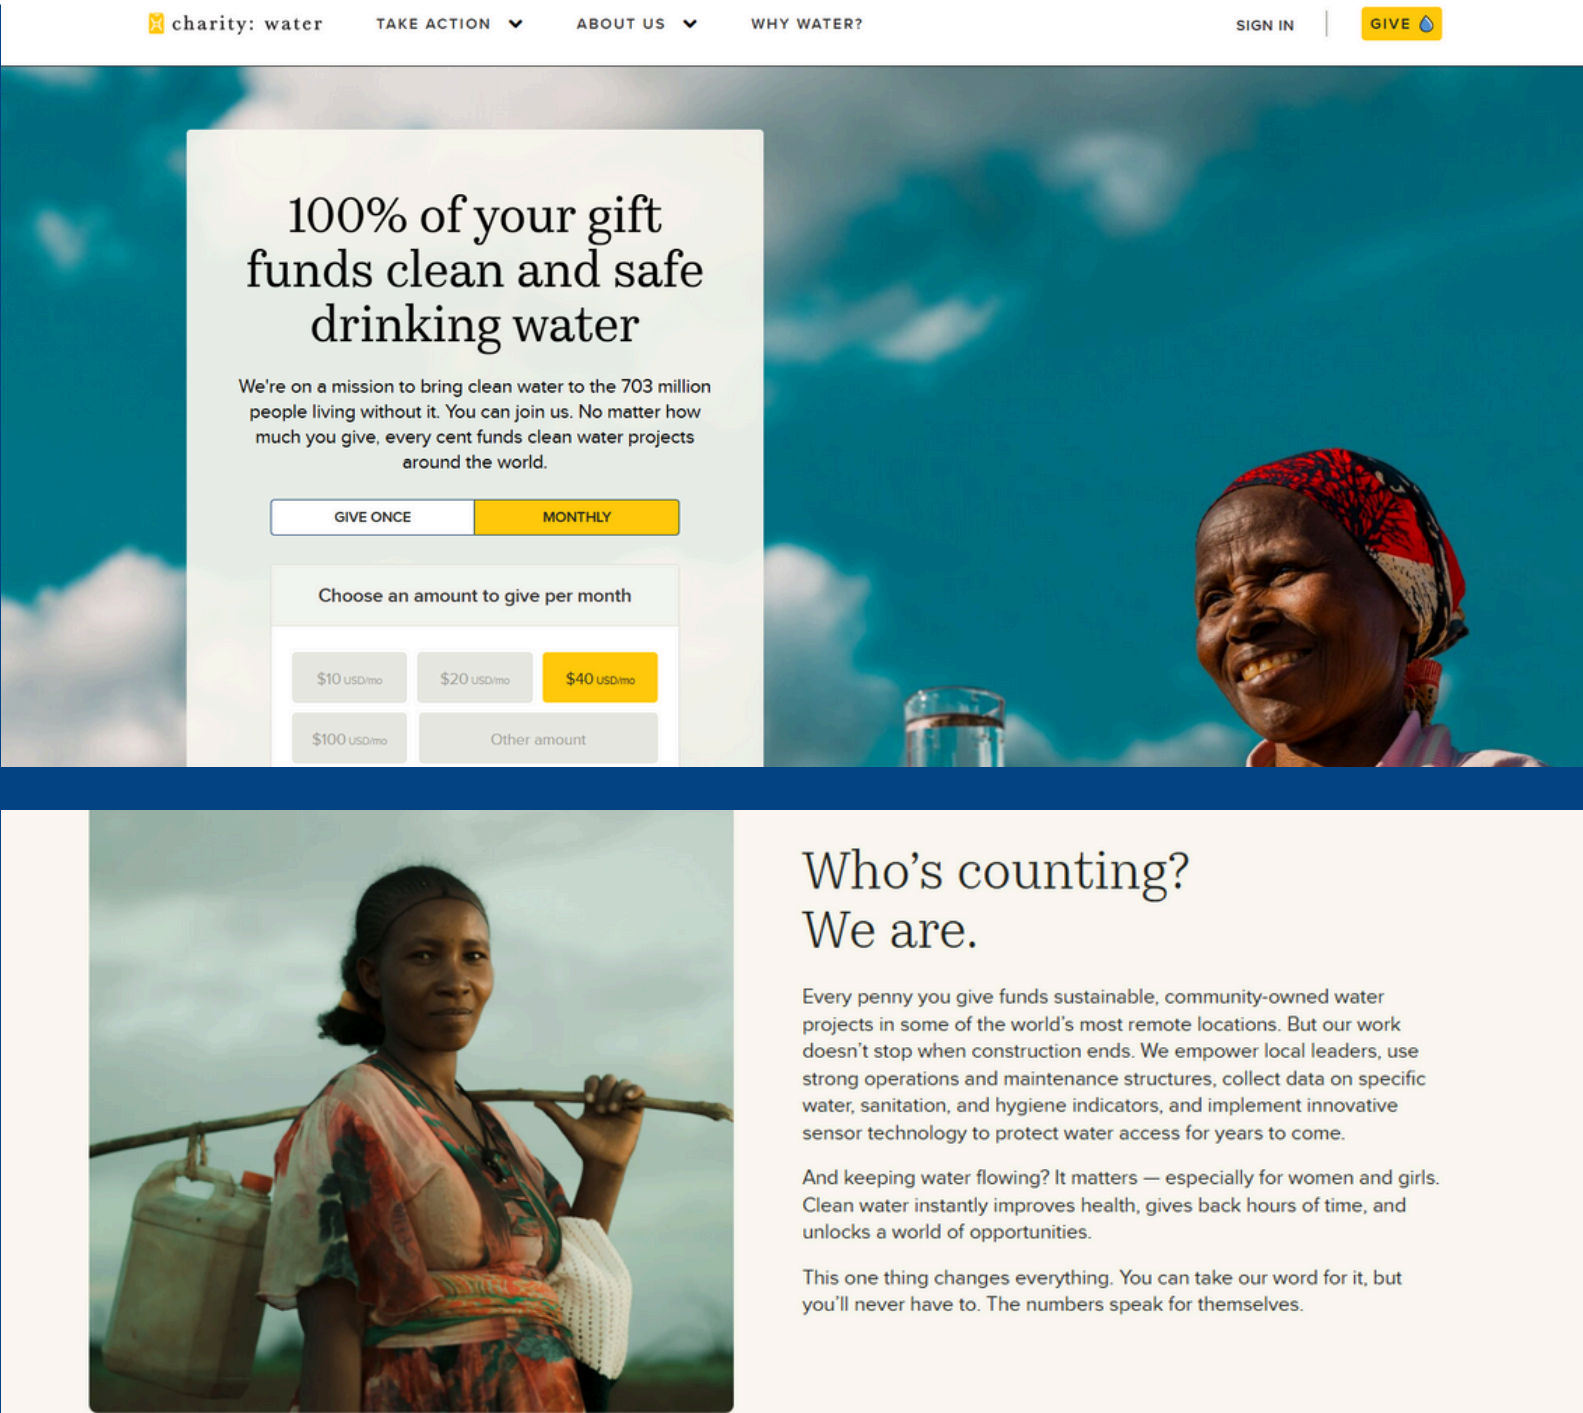 charity: water
TAKE ACTION
ABOUT US
WHY WATER?
SIGN IN
GIVE
100% of your gift
funds clean and safe
drinking water
We're on a mission to bring clean water to the 703 million
people living without it. You can join us. No matter how
much you give, every cent funds clean water projects
around the world.
GIVE ONCE
MONTHLY
Choose an amount to give per month
$10 USD/mo
$20 USD/mo
$40 USD/mo
$100 USD/mo
Other amount
Who's counting?
We are.
Every penny you give funds sustainable, community-owned water
projects in some of the world's most remote locations. But our work
doesn't stop when construction ends. We empower local leaders, use
strong operations and maintenance structures, collect data on specific
water, sanitation, and hygiene indicators, and implement innovative
sensor technology to protect water access for years to come.
And keeping water flowing? It matters — especially for women and girls.
Clean water instantly improves health, gives back hours of time, and
unlocks a world of opportunities.
This one thing changes everything. You can take our word for it, but
you'll never have to. The numbers speak for themselves.